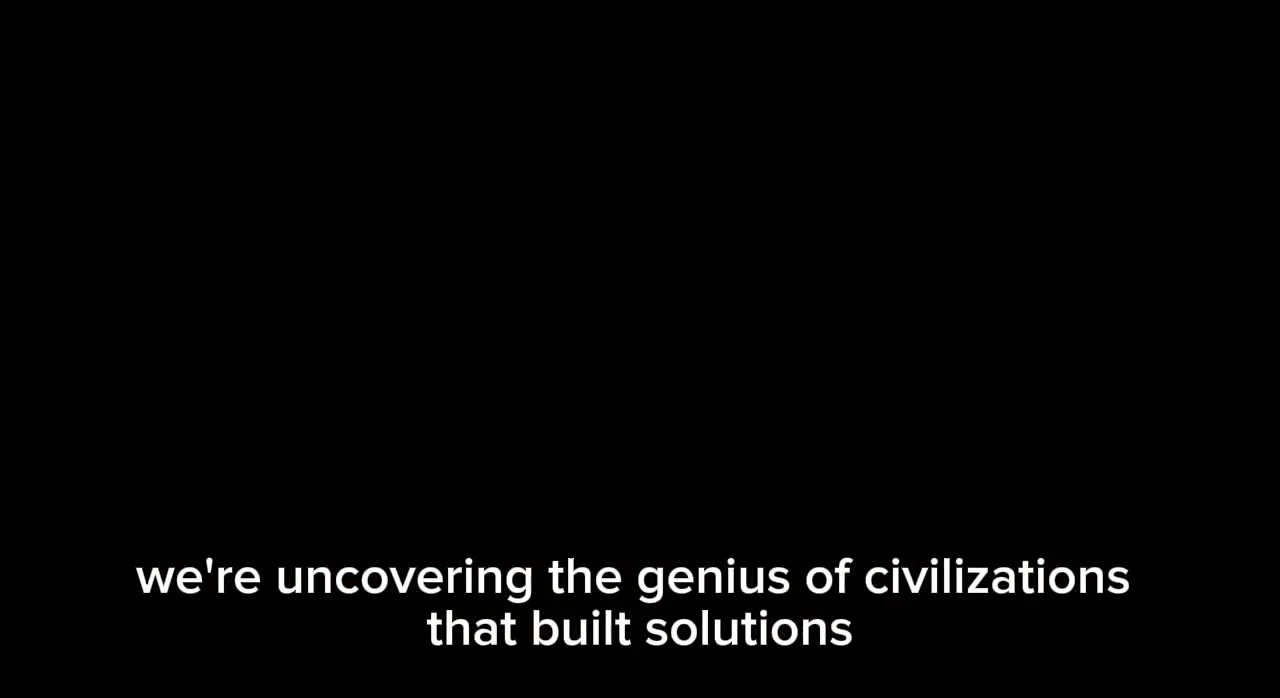 we're uncovering the genius of civilizations
that built solutions